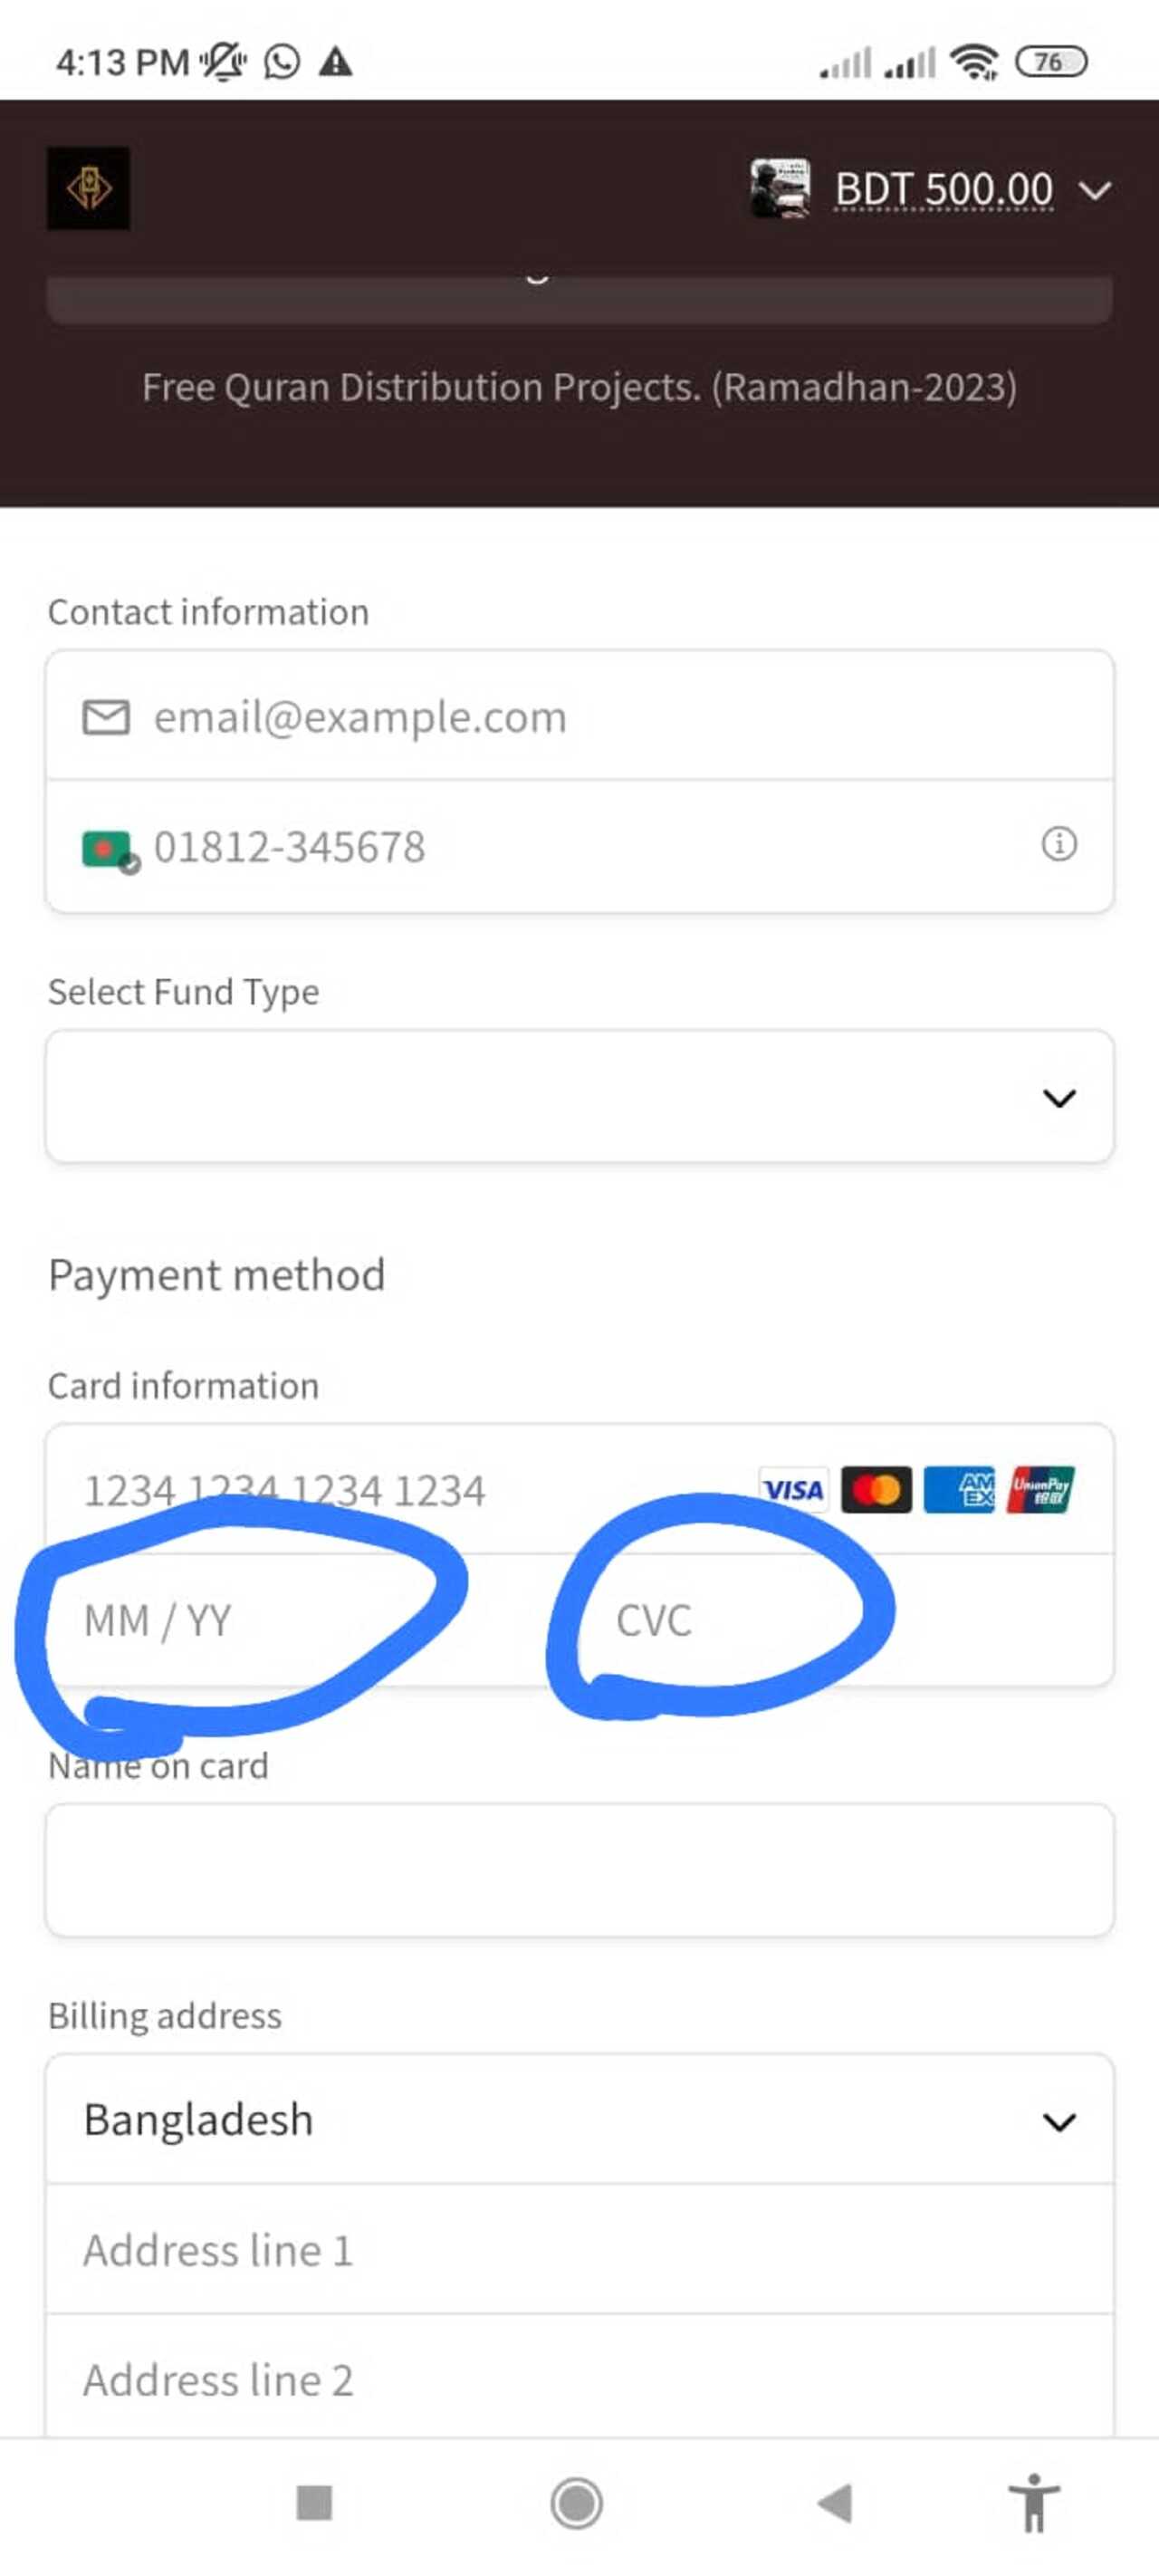 4:13 PM
76
BDT 500.00
Free Quran Distribution Projects. (Ramadhan-2023)
Contact information
email@example.com
01812-345678
Select Fund Type
Payment method
Card information
1234 1234 1234 1234
VISA
AM
EX
UnionPay
银联
MM / YY
CVC
Name on card
Billing address
Bangladesh
Address line 1
Address line 2